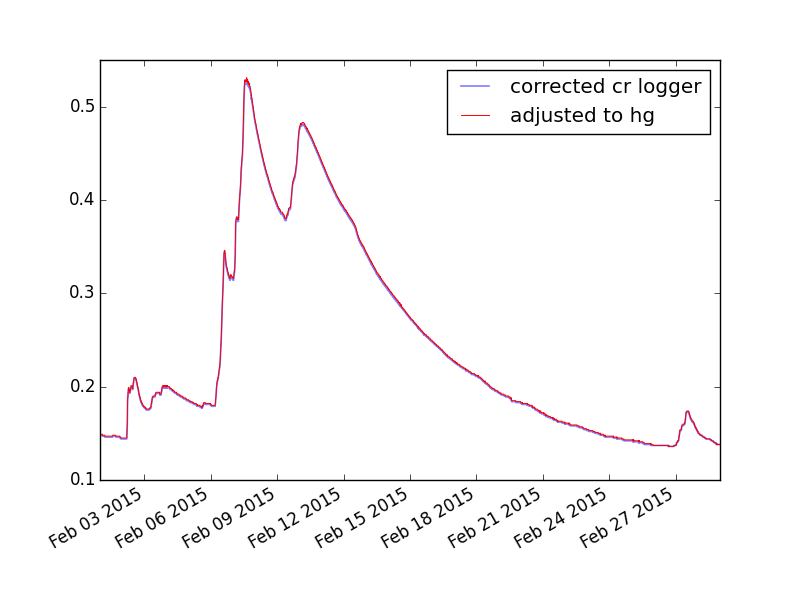 corrected cr logger
adjusted to hg
0.5
0.4
0.3
0.2
0.1
Feb 03 2015
Feb 06 2015
Feb 09 2015
Feb 12 2015
Feb 15 2015
Feb 18 2015
Feb 21 2015
Feb 24 2015
Feb 27 2015